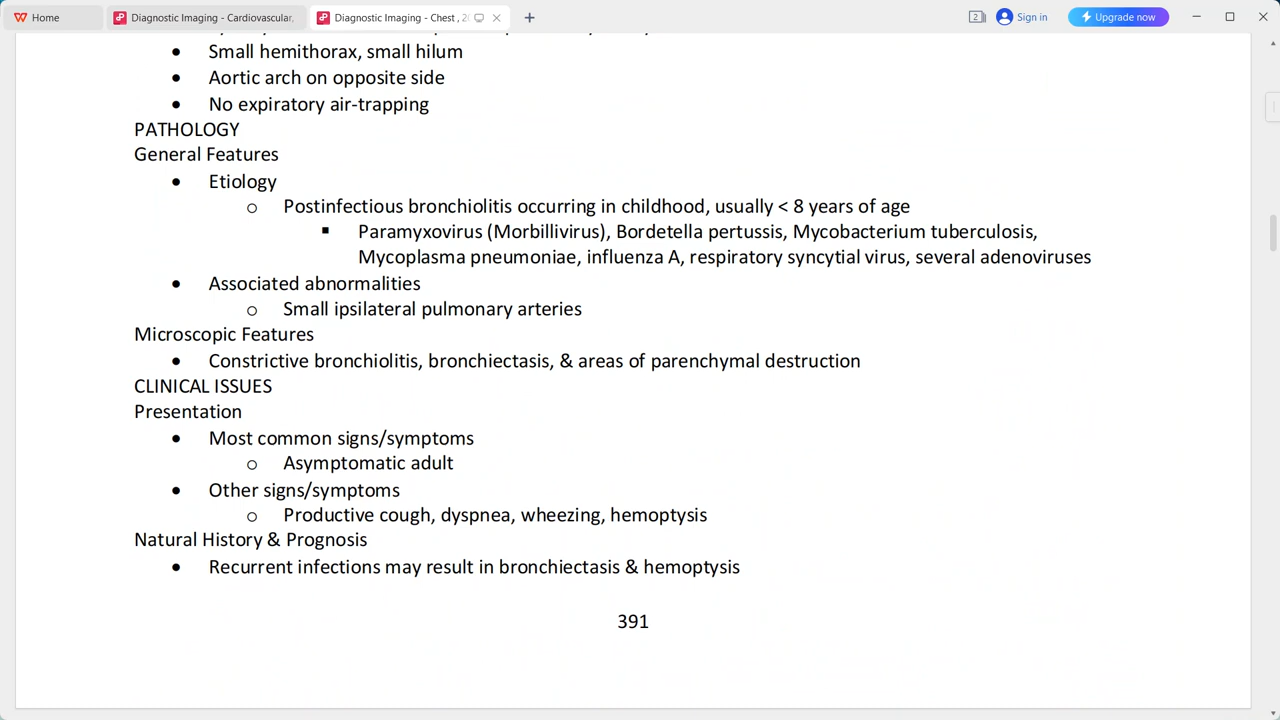 Home
Diagnostic Imaging - Cardiovascular,
Diagnostic Imaging - Chest , 20
2
Sign in
Upgrade now
• Small hemithorax, small hilum
• Aortic arch on opposite side
• No expiratory air-trapping
PATHOLOGY
General Features
• Etiology
o Postinfectious bronchiolitis occurring in childhood, usually < 8 years of age
▪ Paramyxovirus (Morbillivirus), Bordetella pertussis, Mycobacterium tuberculosis,
Mycoplasma pneumoniae, influenza A, respiratory syncytial virus, several adenoviruses
• Associated abnormalities
o Small ipsilateral pulmonary arteries
Microscopic Features
• Constrictive bronchiolitis, bronchiectasis, & areas of parenchymal destruction
CLINICAL ISSUES
Presentation
• Most common signs/symptoms
o Asymptomatic adult
• Other signs/symptoms
o Productive cough, dyspnea, wheezing, hemoptysis
Natural History & Prognosis
• Recurrent infections may result in bronchiectasis & hemoptysis
391